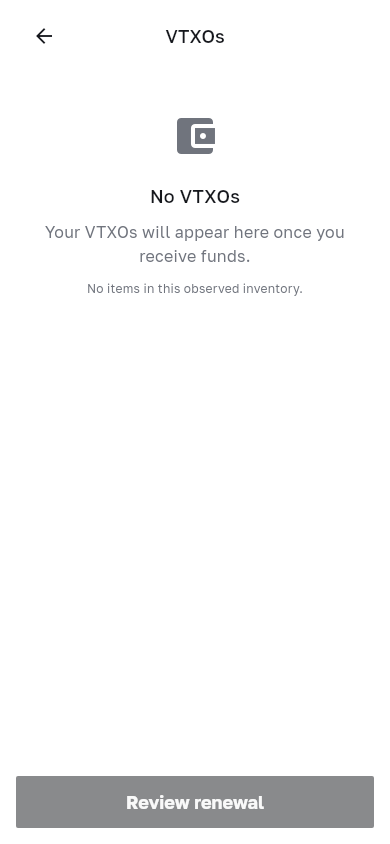 VTXOs
No VTXOs
Your VTXOs will appear here once you
receive funds.
No items in this observed inventory.
Review renewal